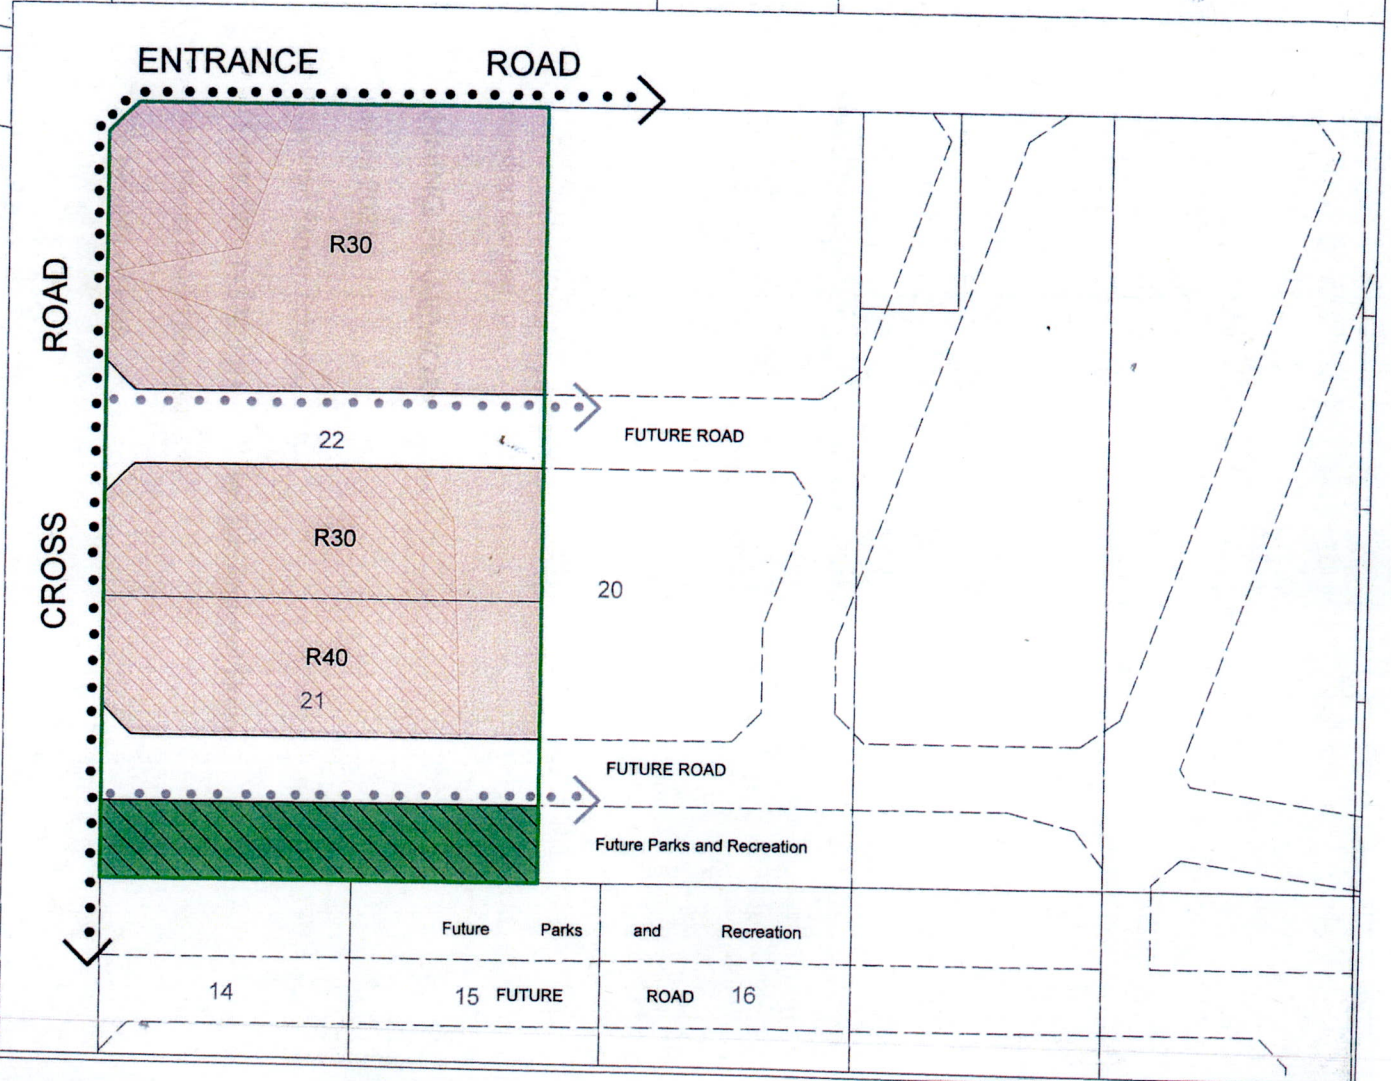 ENTRANCE ROAD
R30
ROAD
22
FUTURE ROAD
R30
CROSS
20
R40
21
FUTURE ROAD
Future Parks and Recreation
Future Parks and Recreation
14
15 FUTURE ROAD 16